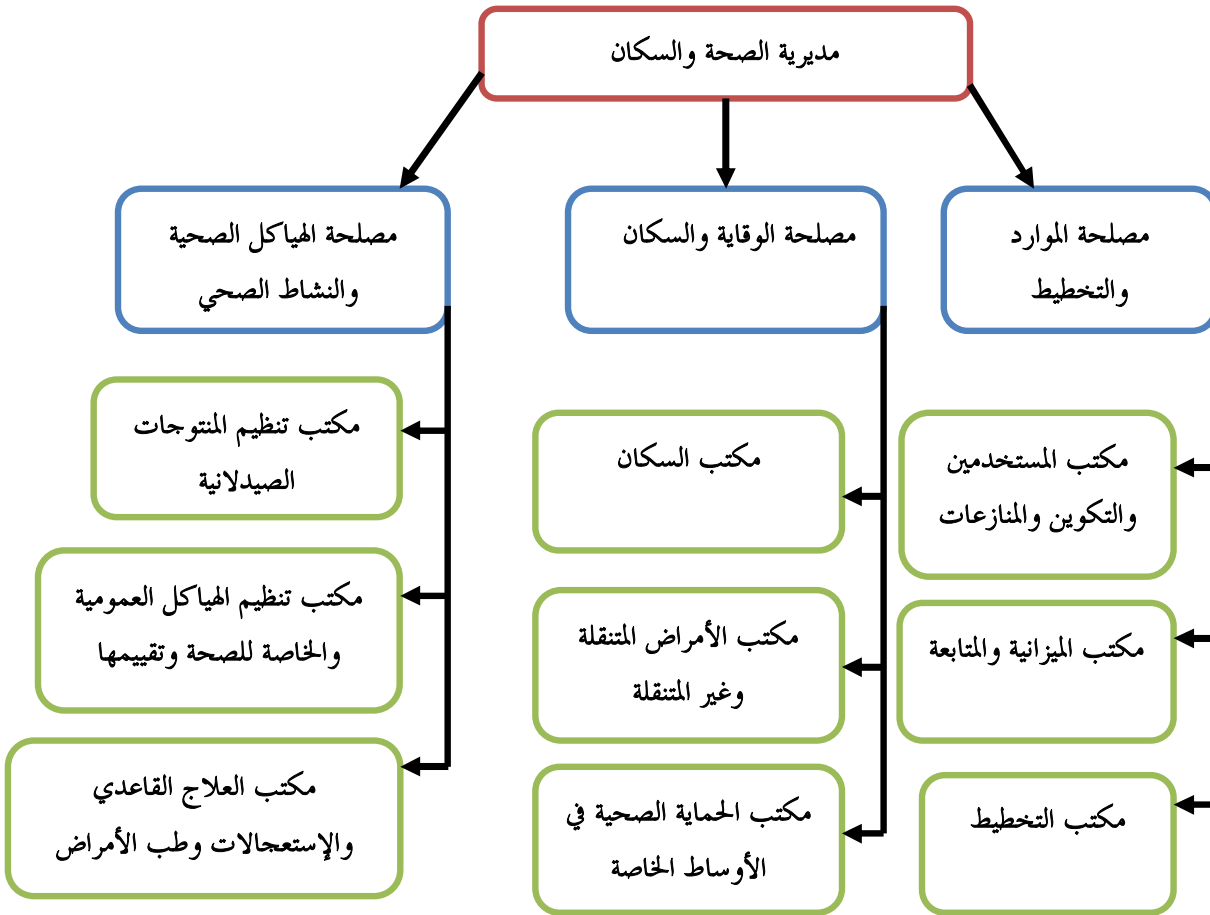 مديرية الصحة والسكان
مصلحة الموارد
والتخطيط
مصلحة الوقاية والسكان
مصلحة الهياكل الصحية
والنشاط الصحي
مكتب المستخدمين
والتكوين والمنازعات
مكتب الميزانية والمتابعة
مكتب التخطيط
مكتب السكان
مكتب الأمراض المتنقلة
وغير المتنقلة
مكتب الحماية الصحية في
الأوساط الخاصة
مكتب تنظيم المنتوجات
الصيدلانية
مكتب تنظيم الهياكل العمومية
والخاصة للصحة وتقييمها
مكتب العلاج القاعدي
والإستعجالات وطب الأمراض